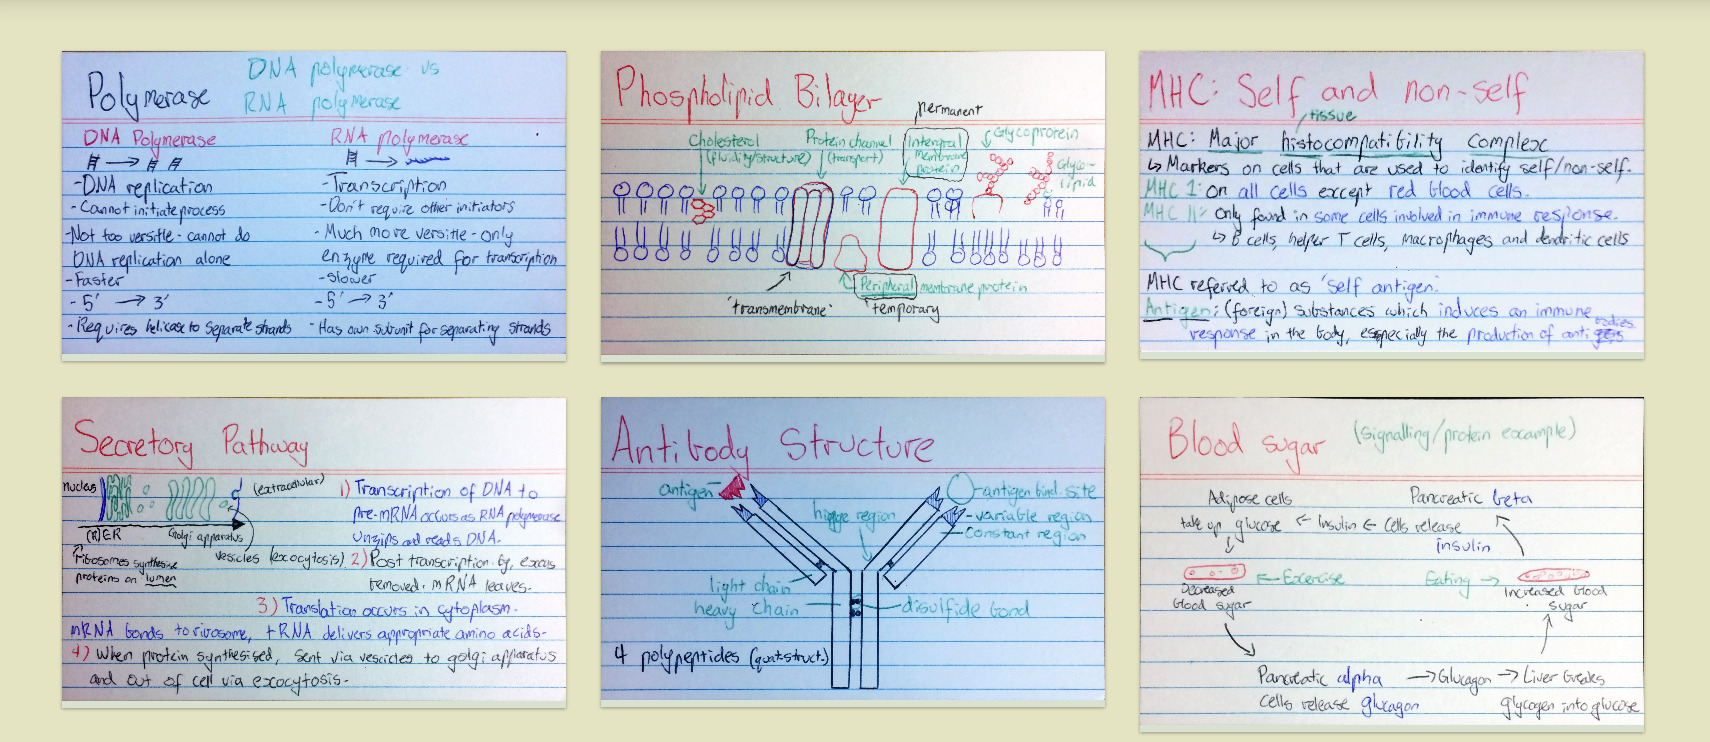 Polymerase
DNA polymerase vs
RNA polymerase
DNA Polymerase
- DNA replication
- Cannot initiate process
- Not too versitle - cannot do
DNA replication alone
- Faster
- 5' → 3'
- Requires helicase to separate strands
RNA polymerase
- Transcription
- Don't require other initiators
- Much more versitle - only
enzyme required for transcription
- Slower
- 5' → 3'
- Has own subunit for separating strands
Phospholipid Bilayer
permanent
Cholesterol
(fluidity/structure)
Protein channel
(transport)
Intergral
membrane
protein
Glycoprotein
Glyco-
lipid
'transmembrane'
Peripheral membrane protein
temporary
MHC: Self and non-self
tissue
MHC: Major histocompatibility Complex
↳ Markers on cells that are used to identify self/non-self.
MHC I: On all cells except red blood cells.
MHC II: Only found in some cells involved in immune response.
↳ B cells, helper T cells, macrophages and dendritic cells
MHC referred to as 'self antigen'.
Antigen: (foreign) substances which induces an immune
response in the body, especially the production of antibodies
Secretory Pathway
nucleus
(extracellular)
(R)ER
Golgi apparatus
vesicles (exocytosis)
Ribosomes synthesise
proteins on lumen
1) Transcription of DNA to
pre-mRNA occurs as RNA polymerase
unzips and reads DNA.
2) Post transcription
removed. mRNA leaves.
3) Translation occurs in cytoplasm.
mRNA bonds to ribosome, tRNA delivers appropriate amino acids-
4) When protein synthesised, sent via vescicles to golgi apparatus
and out of cell via exocytosis.
Antibody Structure
antigen
antigen bind. site
higge region
variable region
constant region
light chain
heavy chain
disulfide bond
4 polypeptides (quat.struct.)
Blood sugar (signalling/protein example)
Adipose cells
take up glucose ← Insulin ← Cells release
insulin
Pancreatic beta
← Exercise
Eating →
Decreased
blood sugar
Increased blood
sugar
Pancreatic alpha → Glucagon → Liver breaks
cells release glucagon
glycogen into glucose